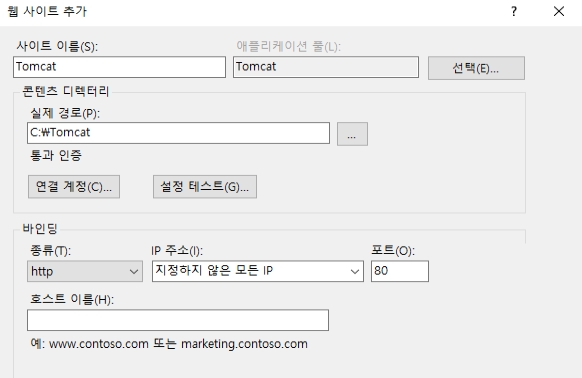 웹 사이트 추가
? ×
사이트 이름(S): 애플리케이션 풀(L):
Tomcat Tomcat 선택(E)...
콘텐츠 디렉터리
실제 경로(P):
C:₩Tomcat ...
통과 인증
연결 계정(C)... 설정 테스트(G)...
바인딩
종류(T): IP 주소(I): 포트(O):
http 지정하지 않은 모든 IP 80
호스트 이름(H):
예: www.contoso.com 또는 marketing.contoso.com